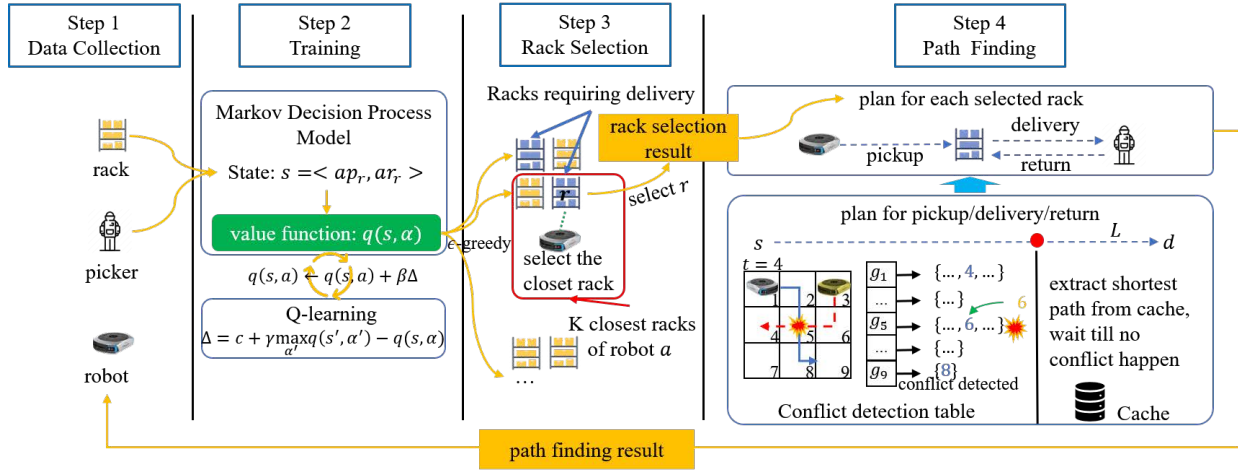 Step 1
Data Collection
rack
picker
robot
Step 2
Training
Markov Decision Process
Model
State: s =< ap_r, ar_r >
value function: q(s, α)
q(s, a) ← q(s, a) + βΔ
Q-learning
Δ = c + γ max_{α′} q(s′, α′) − q(s, α)
Step 3
Rack Selection
Racks requiring delivery
r
select r
ϵ-greedy
select the
closet rack
K closest racks
of robot a
...
rack selection
result
Step 4
Path Finding
plan for each selected rack
pickup
delivery
return
plan for pickup/delivery/return
s
L
d
t = 4
1
2
3
4
5
6
7
8
9
g_1
{…, 4, …}
...
{…}
g_5
{…, 6, …}
6
...
{…}
g_9
{8}
conflict detected
Conflict detection table
extract shortest
path from cache,
wait till no
conflict happen
Cache
path finding result